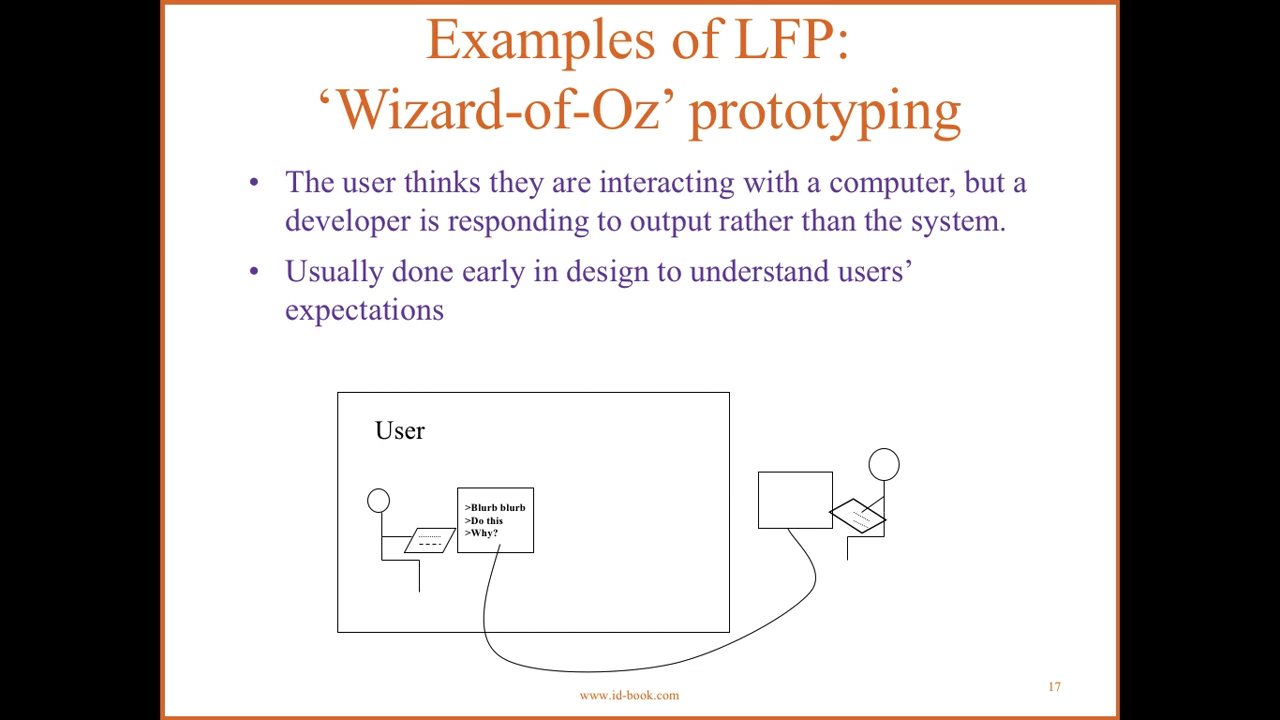 Examples of LFP:
‘Wizard-of-Oz’ prototyping
• The user thinks they are interacting with a computer, but a
developer is responding to output rather than the system.
• Usually done early in design to understand users’
expectations
User
>Blurb blurb
>Do this
>Why?
www.id-book.com
17